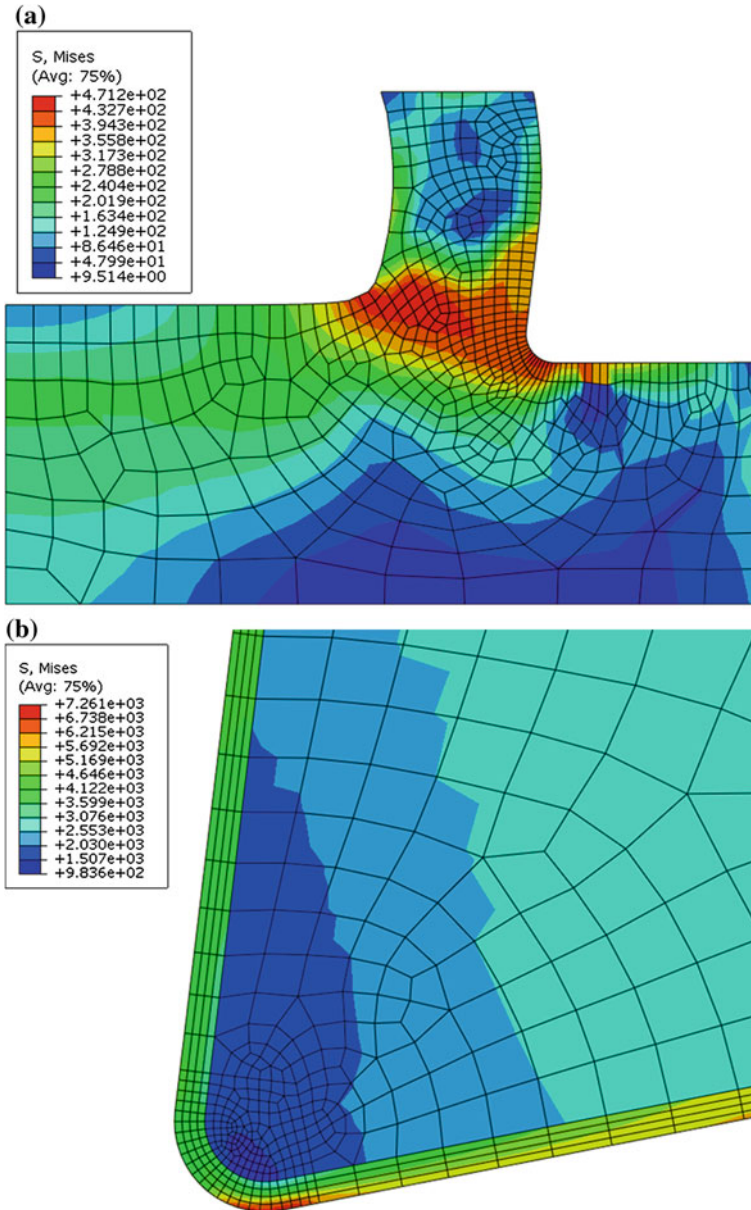 (a)
S, Mises
(Avg: 75%)
+4.712e+02
+4.327e+02
+3.943e+02
+3.558e+02
+3.173e+02
+2.788e+02
+2.404e+02
+2.019e+02
+1.634e+02
+1.249e+02
+8.646e+01
+4.799e+01
+9.514e+00
(b)
S, Mises
(Avg: 75%)
+7.261e+03
+6.738e+03
+6.215e+03
+5.692e+03
+5.169e+03
+4.646e+03
+4.122e+03
+3.599e+03
+3.076e+03
+2.553e+03
+2.030e+03
+1.507e+03
+9.836e+02